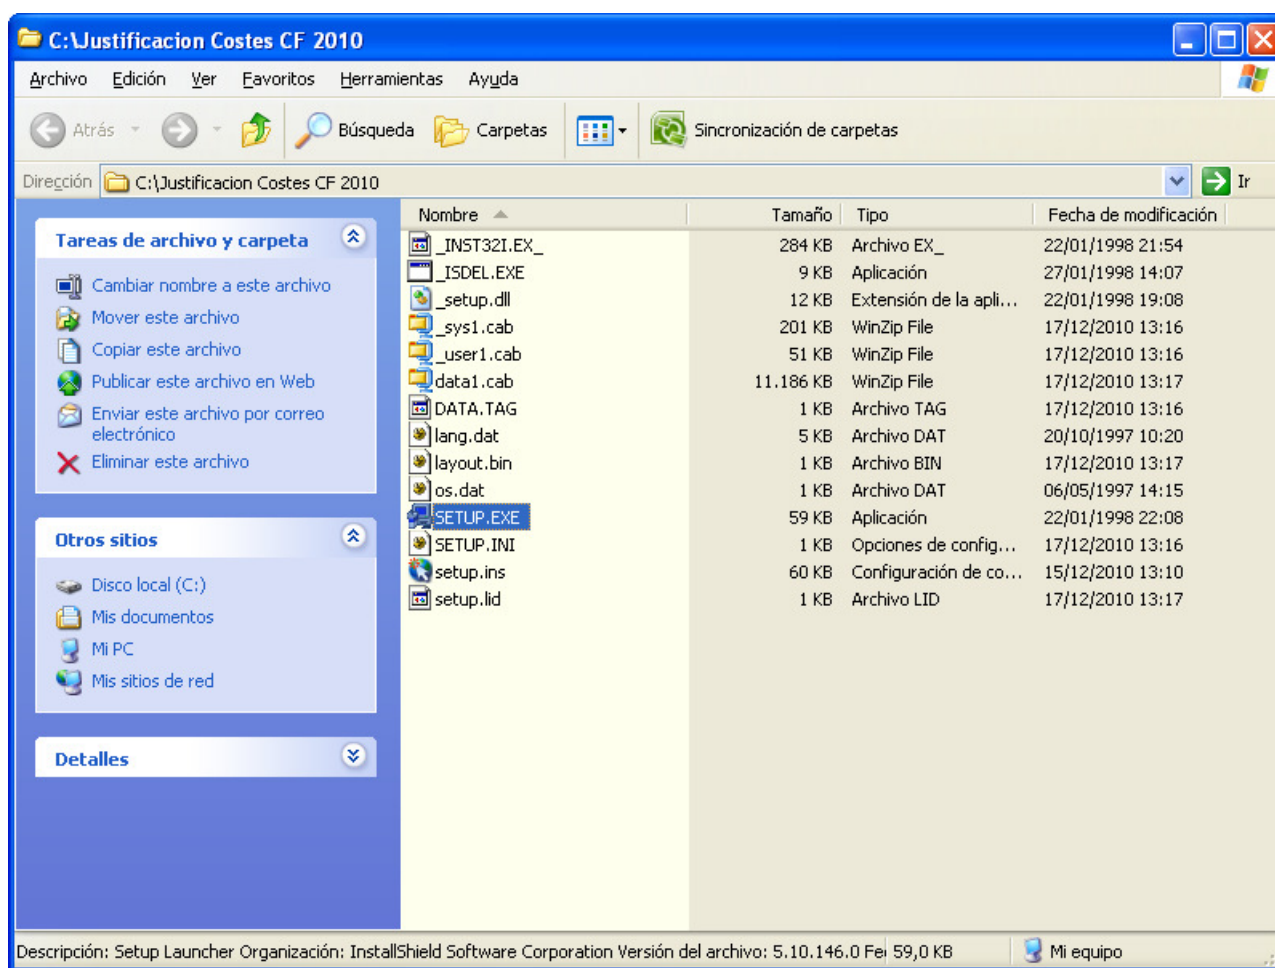 C:\Justificacion Costes CF 2010
Archivo Edición Ver Favoritos Herramientas Ayuda
Atrás Búsqueda Carpetas Sincronización de carpetas
Dirección C:\Justificacion Costes CF 2010 Ir
Tareas de archivo y carpeta
Cambiar nombre a este archivo
Mover este archivo
Copiar este archivo
Publicar este archivo en Web
Enviar este archivo por correo
electrónico
Eliminar este archivo
Otros sitios
Disco local (C:)
Mis documentos
Mi PC
Mis sitios de red
Detalles
Nombre Tamaño Tipo Fecha de modificación
_INST32I.EX_ 284 KB Archivo EX_ 22/01/1998 21:54
_ISDEL.EXE 9 KB Aplicación 27/01/1998 14:07
_setup.dll 12 KB Extensión de la apli... 22/01/1998 19:08
_sys1.cab 201 KB WinZip File 17/12/2010 13:16
_user1.cab 51 KB WinZip File 17/12/2010 13:16
data1.cab 11.186 KB WinZip File 17/12/2010 13:17
DATA.TAG 1 KB Archivo TAG 17/12/2010 13:16
lang.dat 5 KB Archivo DAT 20/10/1997 10:20
layout.bin 1 KB Archivo BIN 17/12/2010 13:17
os.dat 1 KB Archivo DAT 06/05/1997 14:15
SETUP.EXE 59 KB Aplicación 22/01/1998 22:08
SETUP.INI 1 KB Opciones de config... 17/12/2010 13:16
setup.ins 60 KB Configuración de co... 15/12/2010 13:10
setup.lid 1 KB Archivo LID 17/12/2010 13:17
Descripción: Setup Launcher Organización: InstallShield Software Corporation Versión del archivo: 5.10.146.0 Fe 59,0 KB Mi equipo